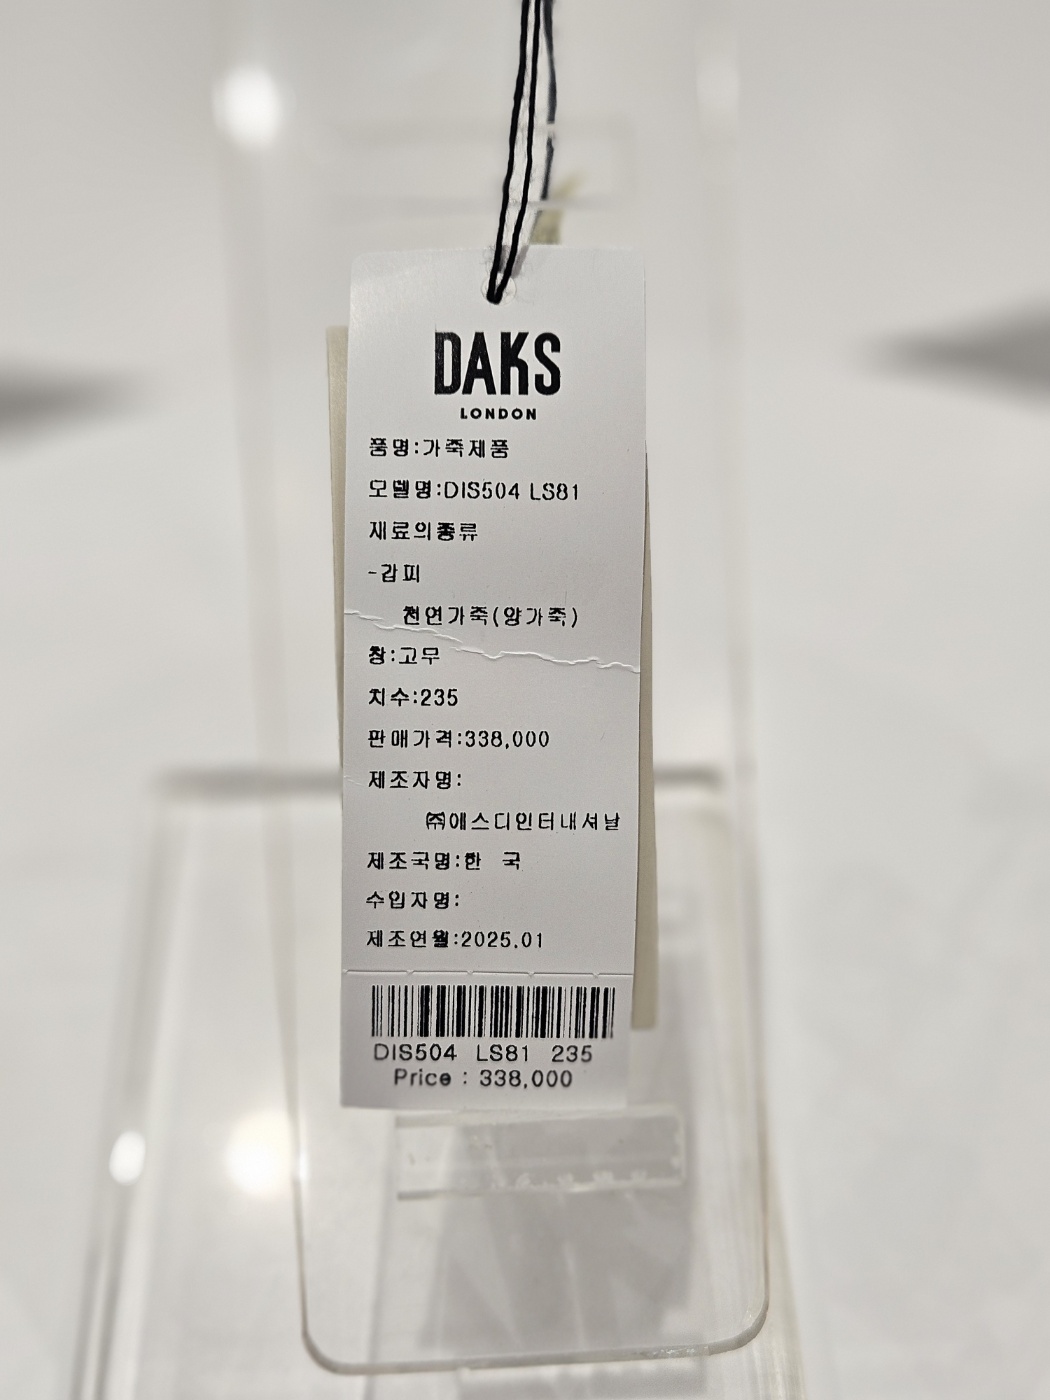 DAKS
LONDON
품명:가죽제품
모델명:DIS504 LS81
재료의종류
-갑피
천연가죽(양가죽)
창:고무
치수:235
판매가격:338,000
제조자명:
㈜에스디인터내셔날
제조국명:한 국
수입자명:
제조연월:2025.01
DIS504 LS81 235
Price : 338,000